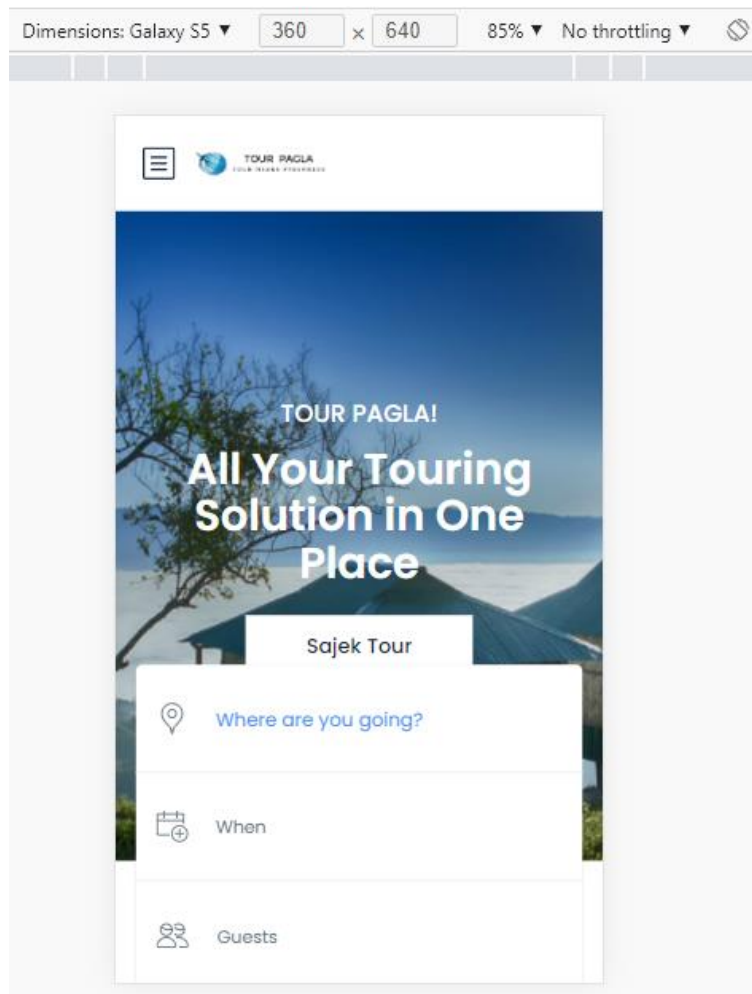 Dimensions: Galaxy S5 ▼ 360 × 640 85% ▼ No throttling ▼
TOUR PAGLA
TOUR PAGLA!
All Your Touring
Solution in One
Place
Sajek Tour
Where are you going?
When
Guests